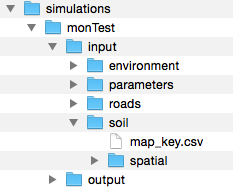 simulations
monTest
input
environment
parameters
roads
soil
map_key.csv
spatial
output